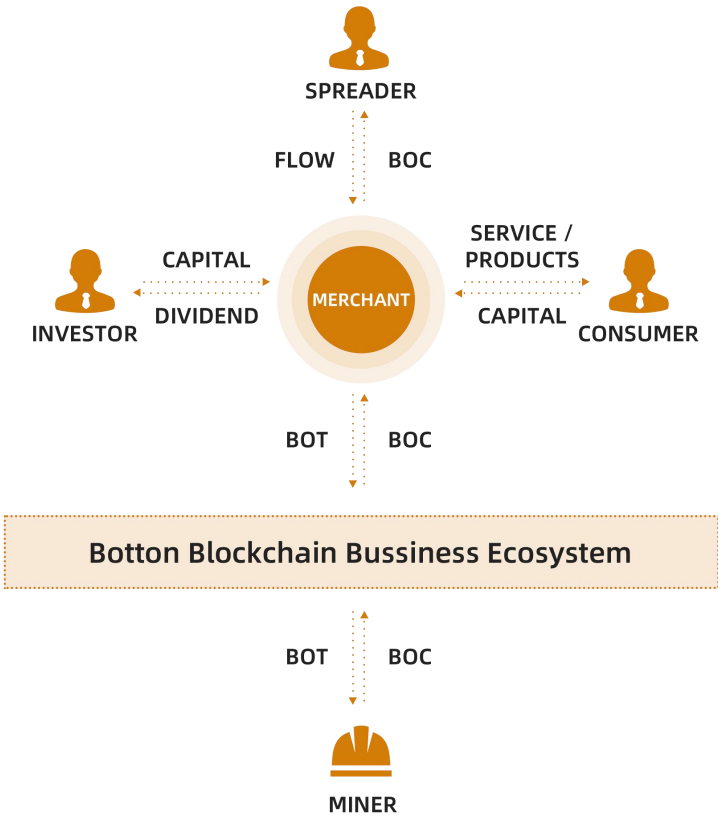 SPREADER
FLOW
BOC
CAPITAL
DIVIDEND
INVESTOR
MERCHANT
SERVICE /
PRODUCTS
CAPITAL
CONSUMER
BOT
BOC
Botton Blockchain Bussiness Ecosystem
BOT
BOC
MINER